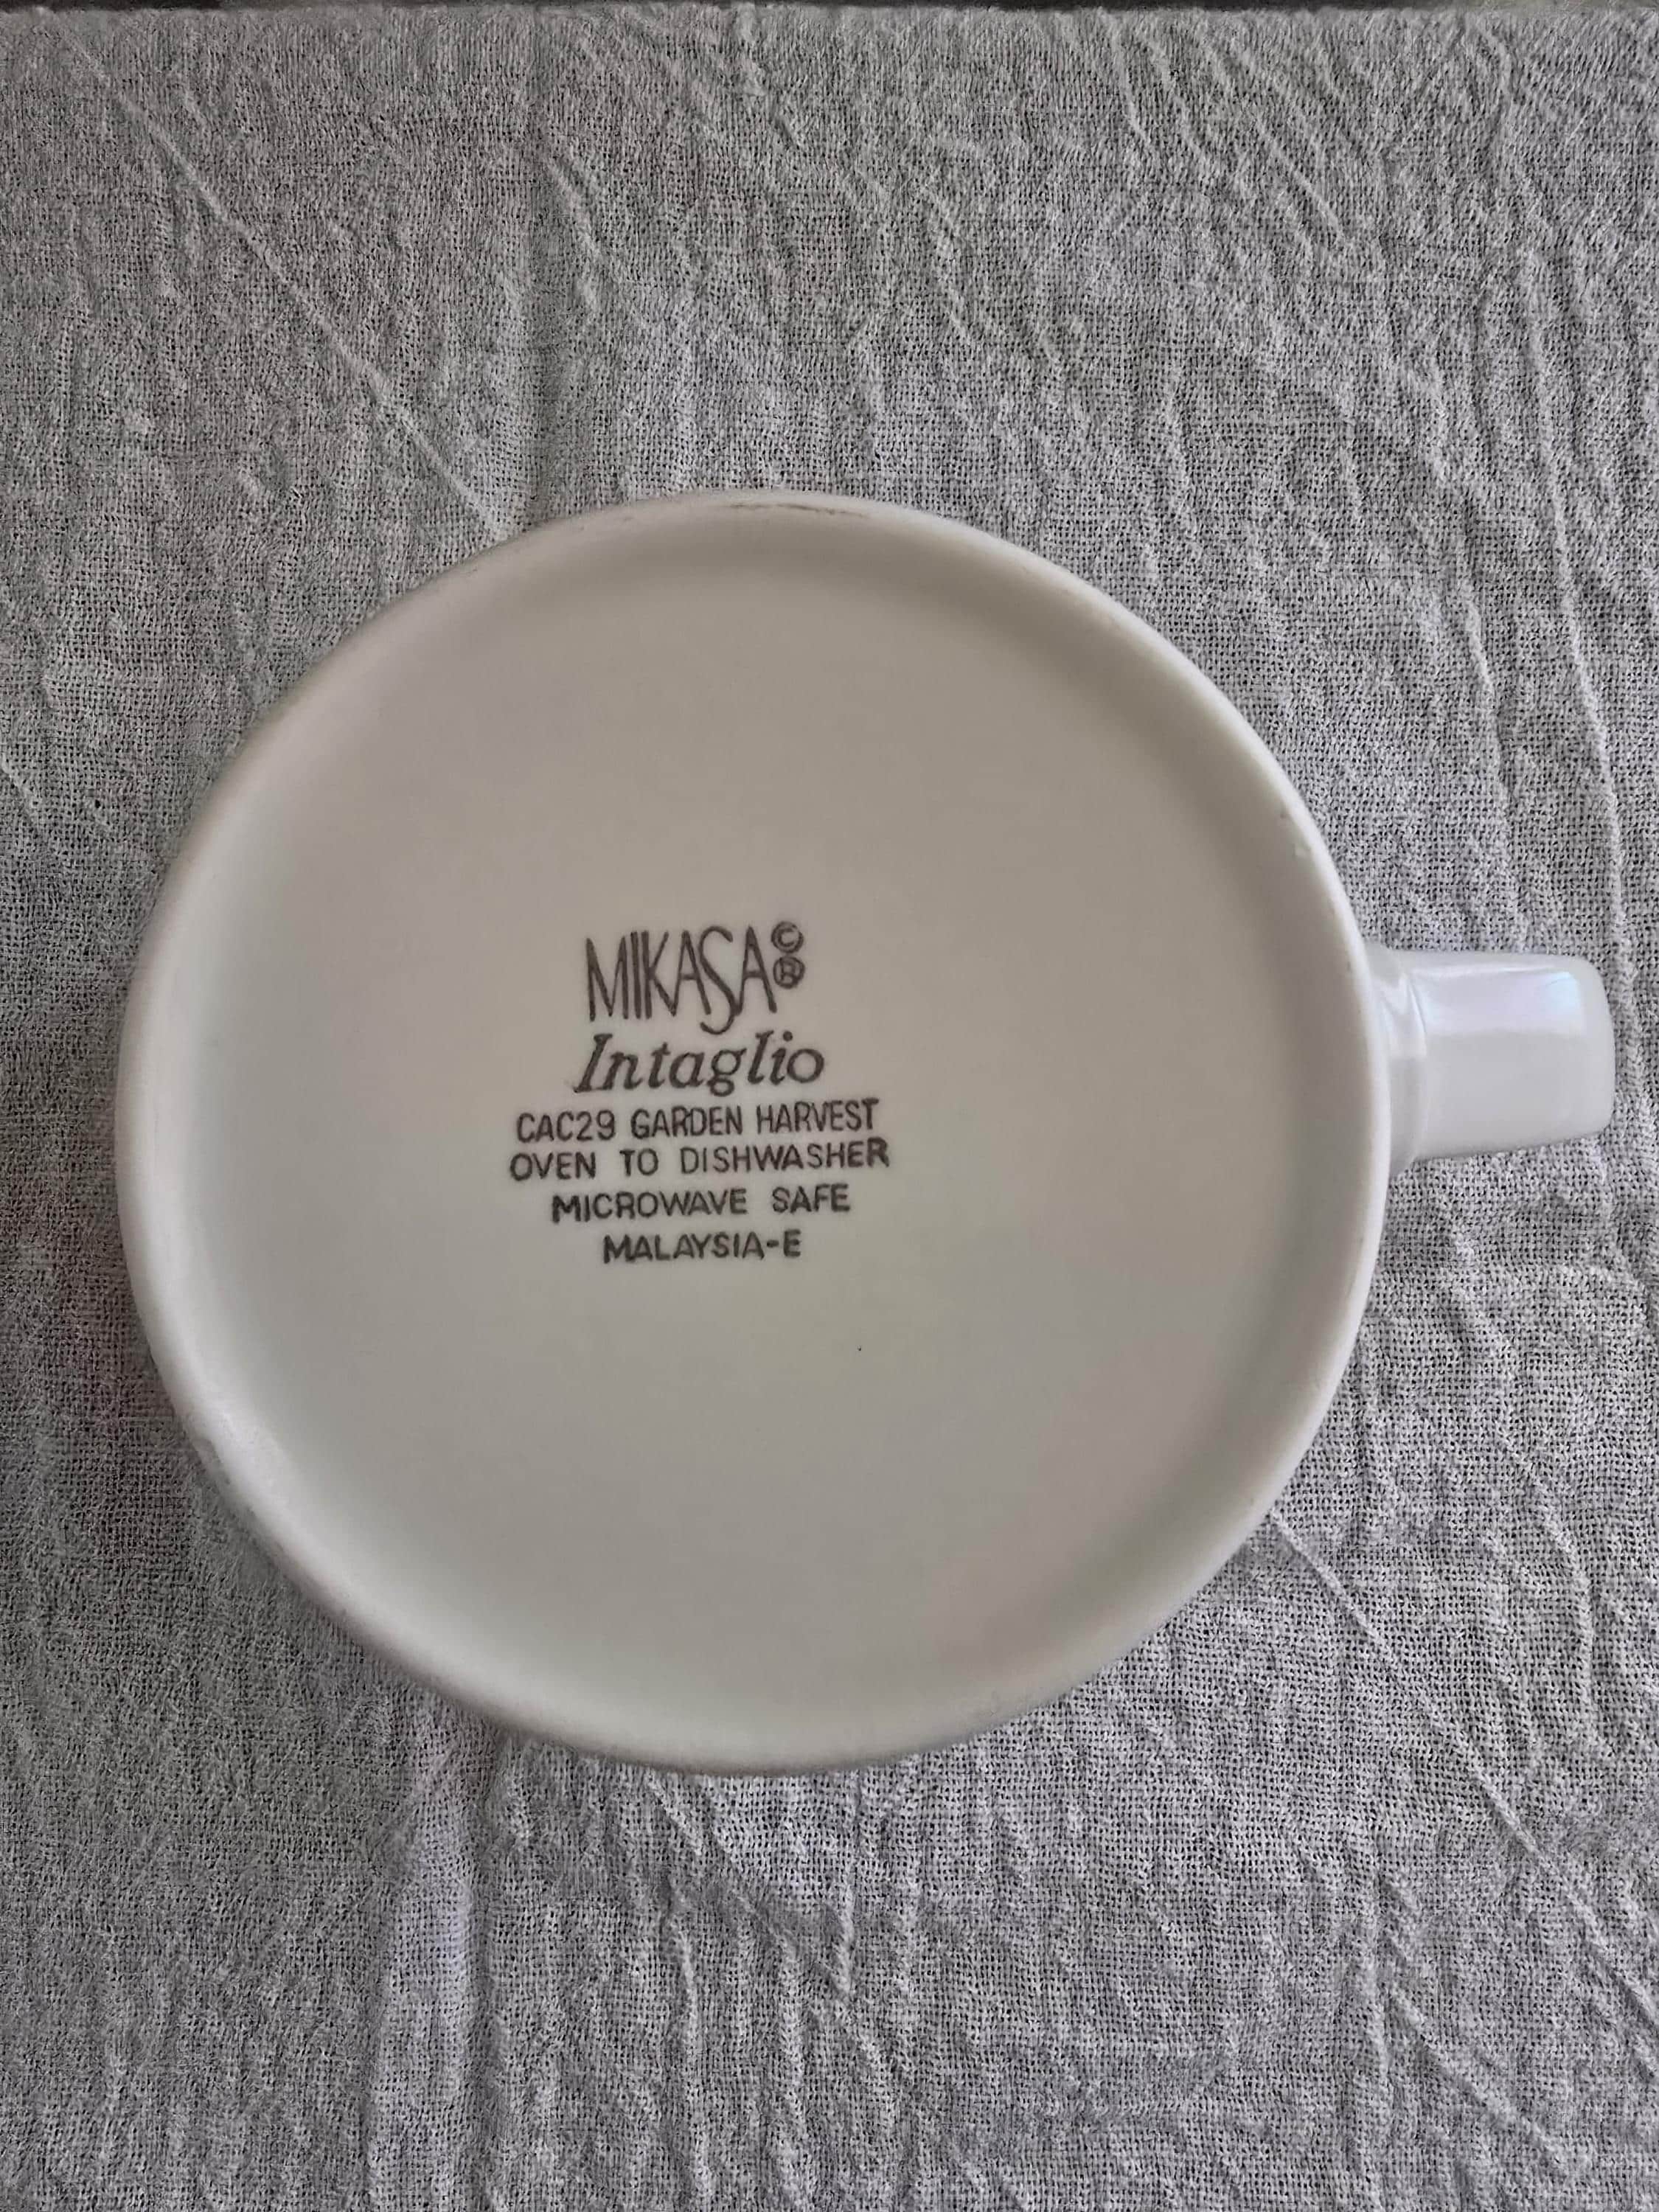 MIKASA©®
Intaglio
CAC29 GARDEN HARVEST
OVEN TO DISHWASHER
MICROWAVE SAFE
MALAYSIA-E